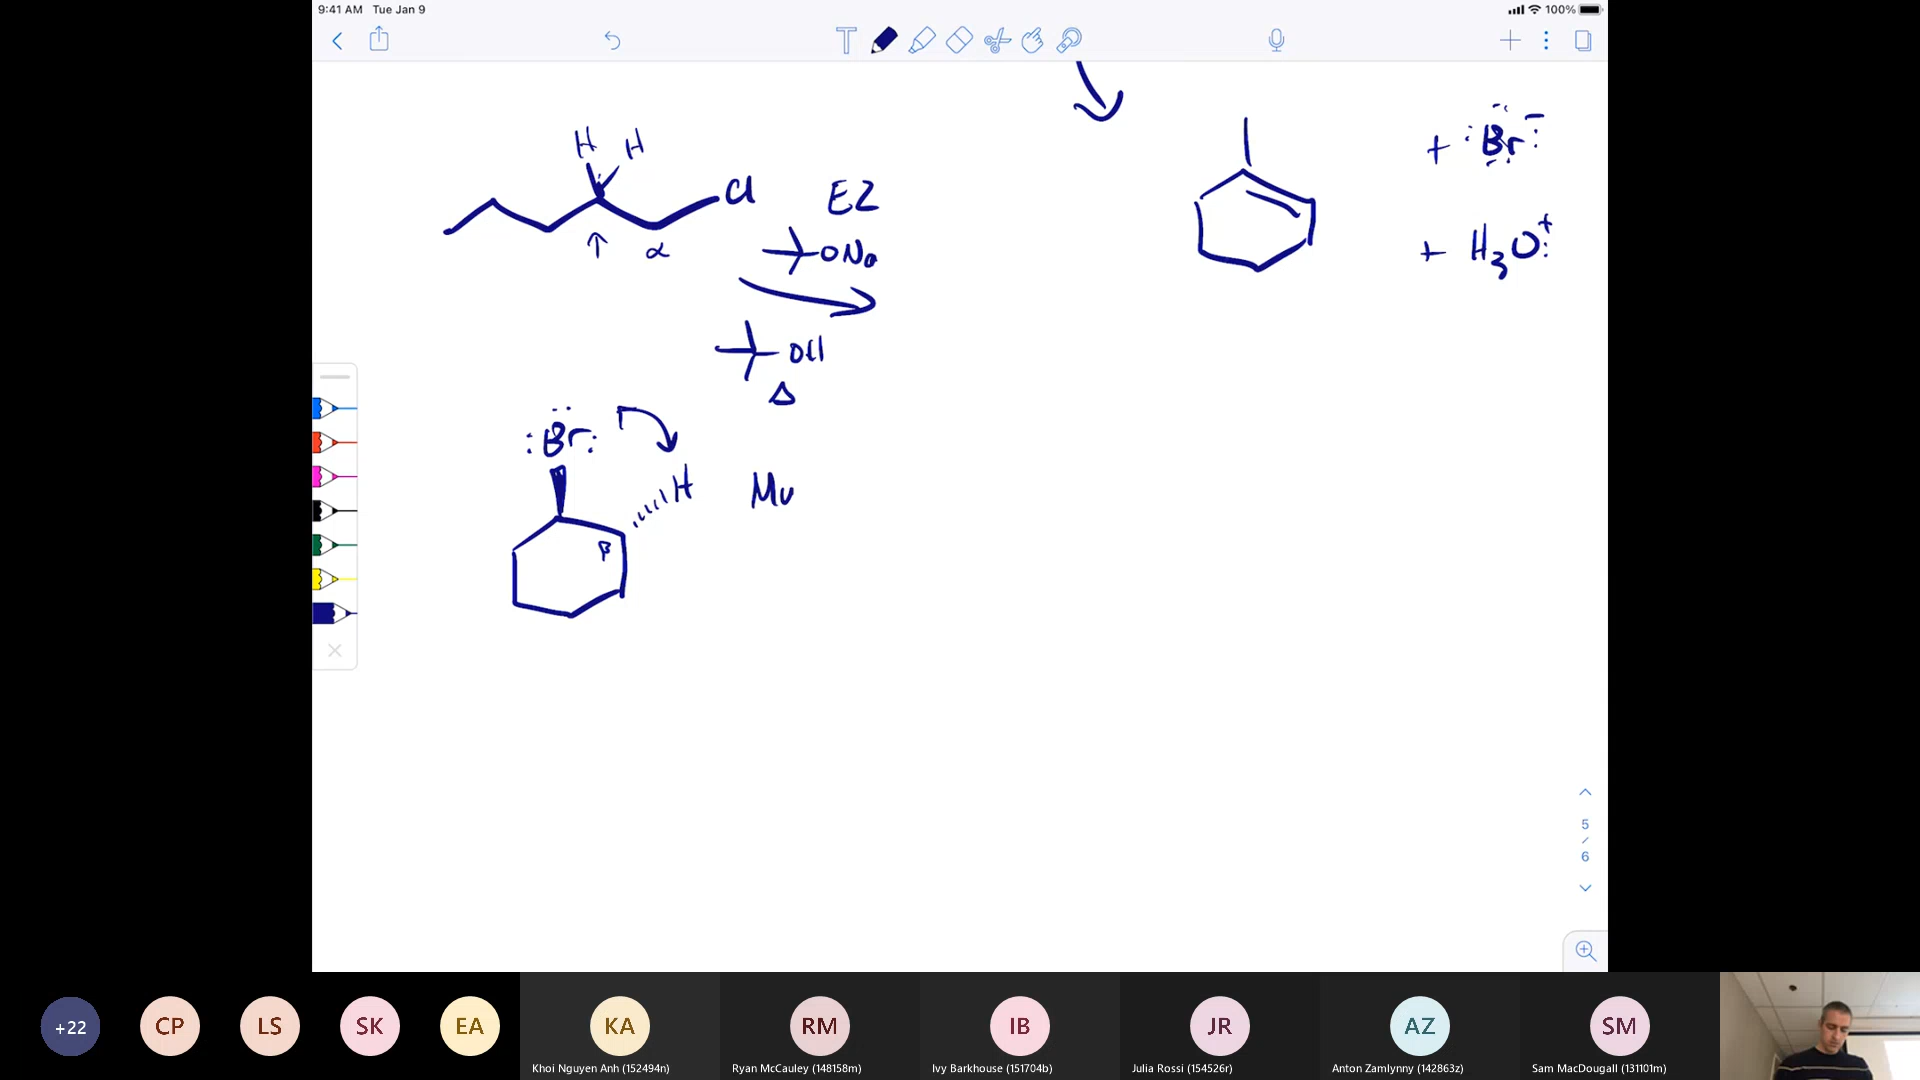 9:41 AM Tue Jan 9
100%
T
H H
Cl
↑ α
E2
ONa
OH
Δ
+ :Br:⁻
+ H₃O⁺:
:Br:
H
β
Mu
5
/
6
+22
CP
LS
SK
EA
KA
RM
IB
JR
AZ
SM
Khoi Nguyen Anh (152494n)
Ryan McCauley (148158m)
Ivy Barkhouse (151704b)
Julia Rossi (154526r)
Anton Zamlynny (142863z)
Sam MacDougall (131101m)